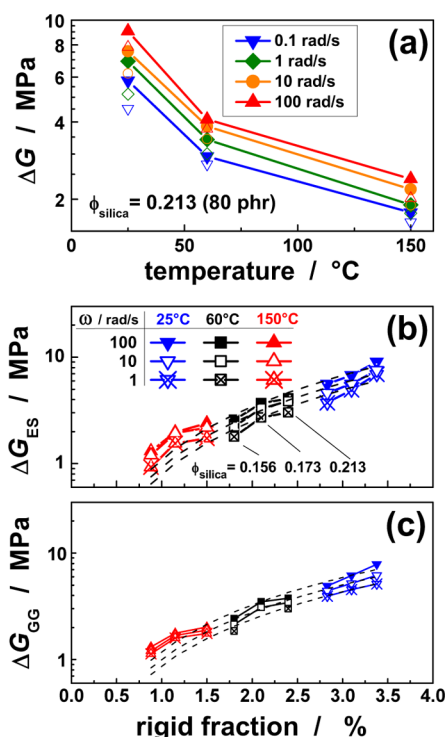 10
8
6
4
2
ΔG / MPa
(a)
0.1 rad/s
1 rad/s
10 rad/s
100 rad/s
ϕsilica = 0.213 (80 phr)
0 50 100 150
temperature / °C
(b)
ω / rad/s 25°C 60°C 150°C
100
10
1
10
1
ΔGES / MPa
ϕsilica = 0.156 0.173 0.213
(c)
10
1
ΔGGG / MPa
0.0 0.5 1.0 1.5 2.0 2.5 3.0 3.5 4.0
rigid fraction / %